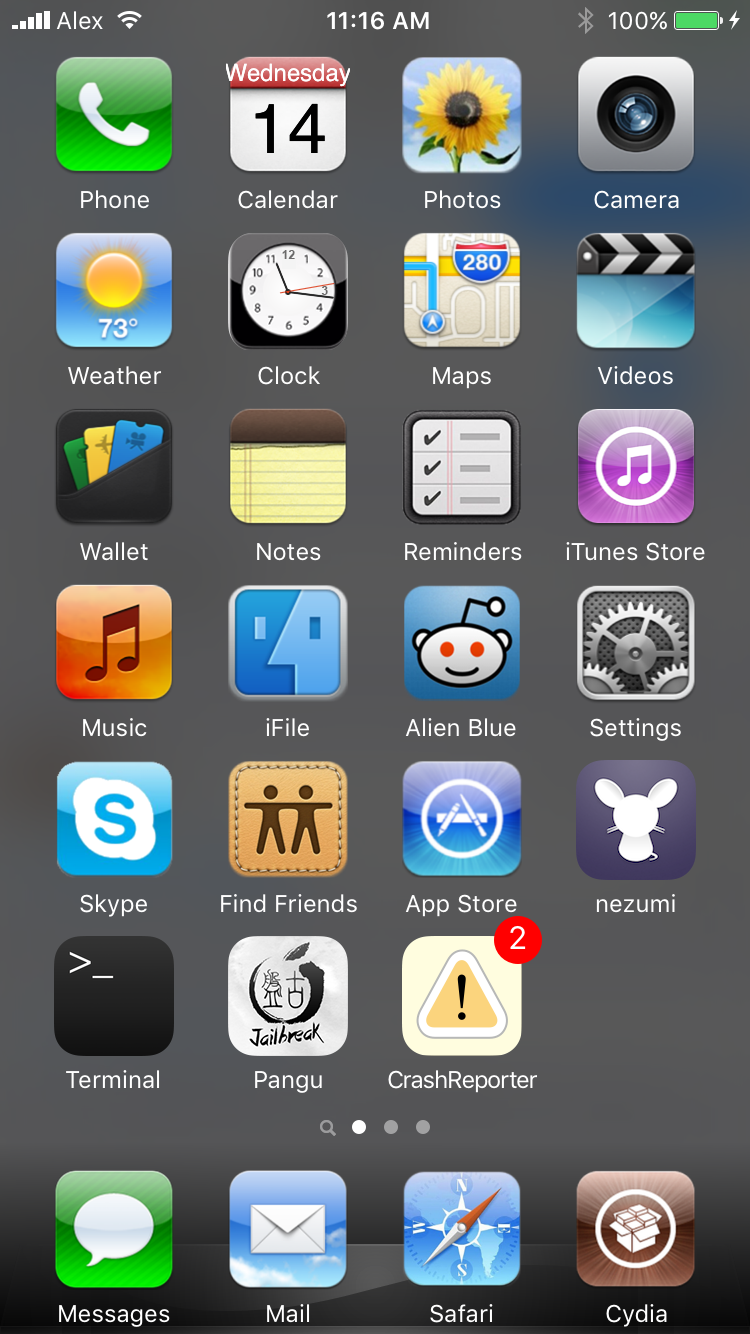 Alex 11:16 AM 100%
Wednesday
14
Phone Calendar Photos Camera
280
12
11 1
10 2
9 3
8 4
7 5
6
73°
Weather Clock Maps Videos
Wallet Notes Reminders iTunes Store
Music iFile Alien Blue Settings
S
Skype Find Friends App Store nezumi
2
>_
盤古
!
Jailbreak
Terminal Pangu CrashReporter
N
W E
S
Messages Mail Safari Cydia